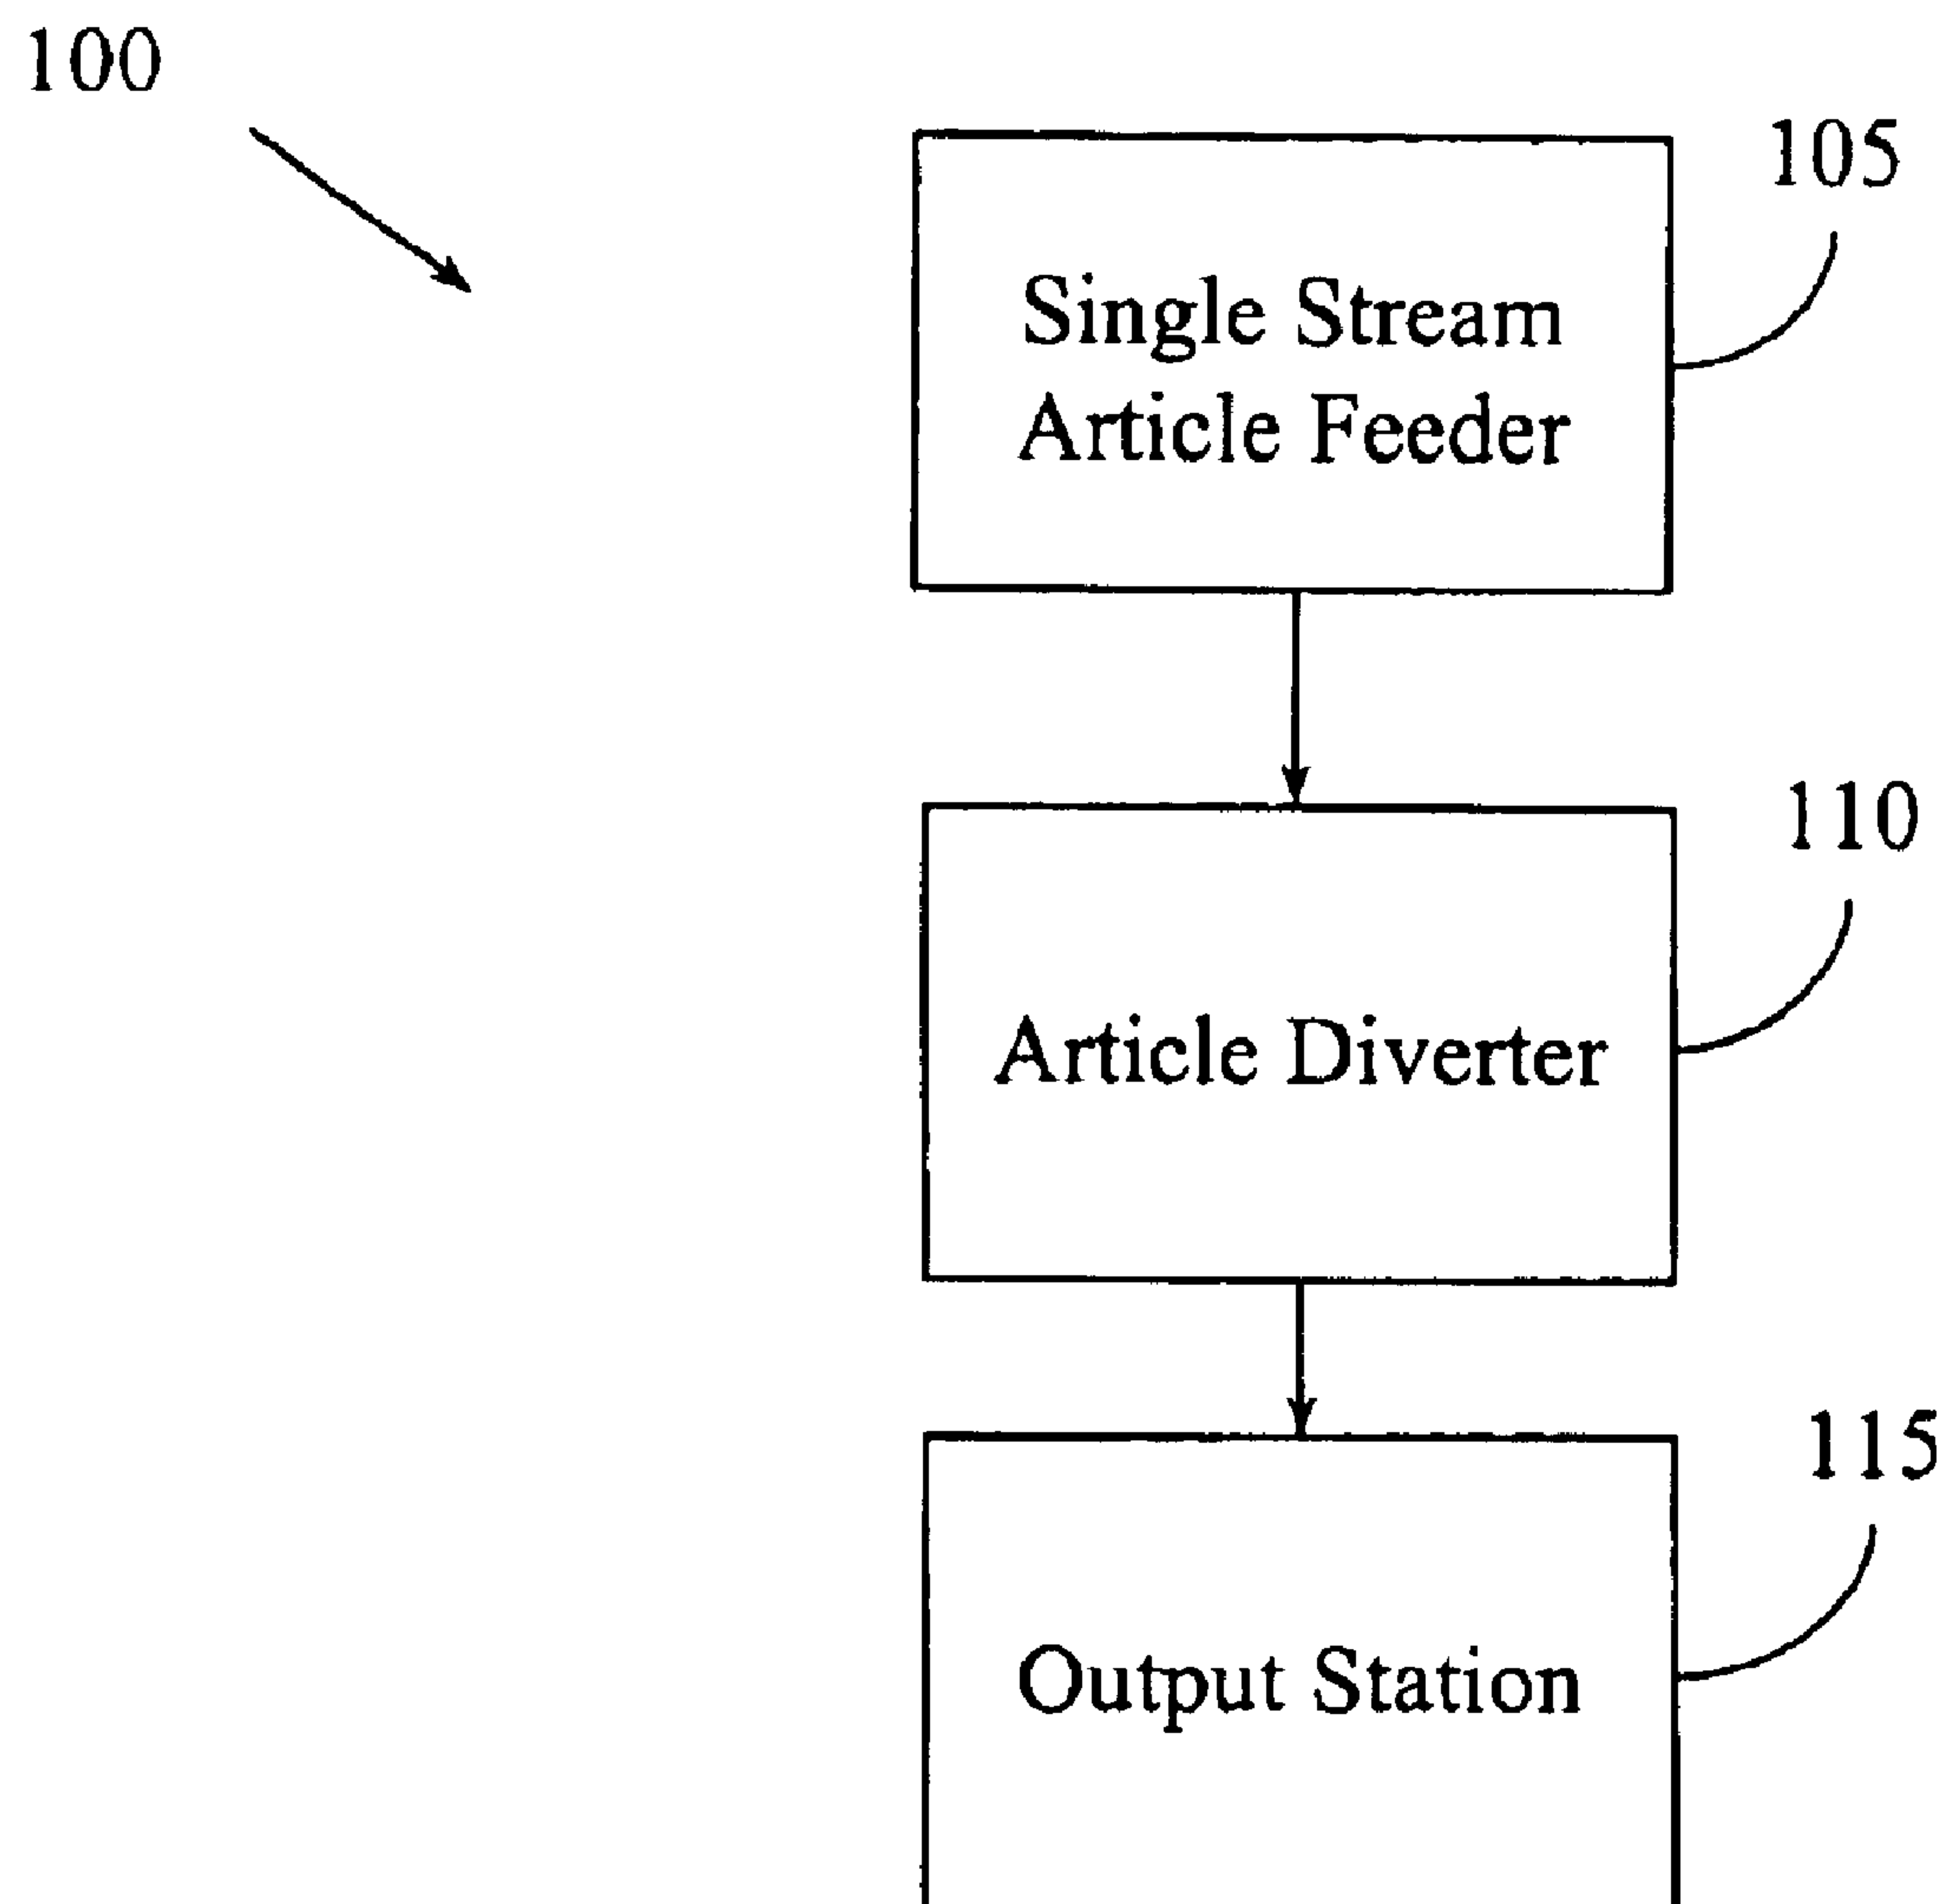 100
105
Single Stream
Article Feeder
110
Article Diverter
115
Output Station